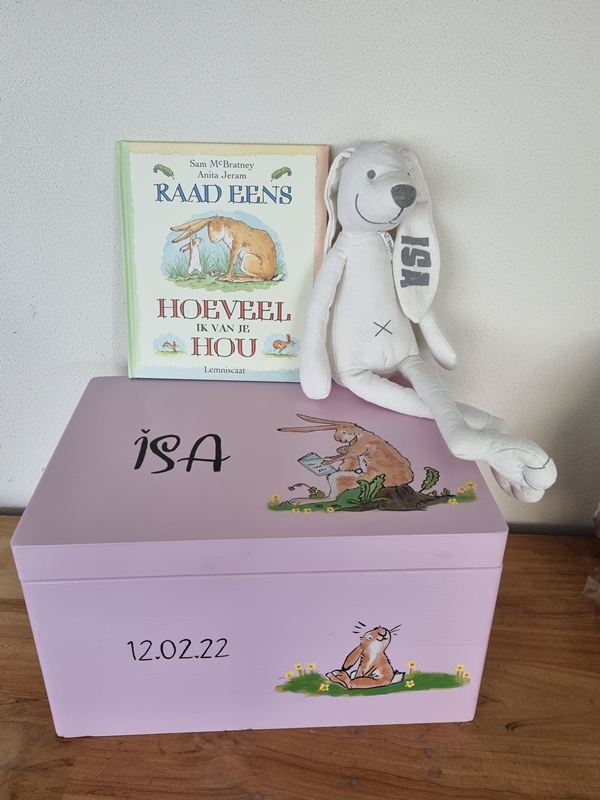 Sam McBratney
Anita Jeram
RAAD EENS
HOEVEEL
IK VAN JE
HOU
Lemniscaat
ISA
ISA
12.02.22